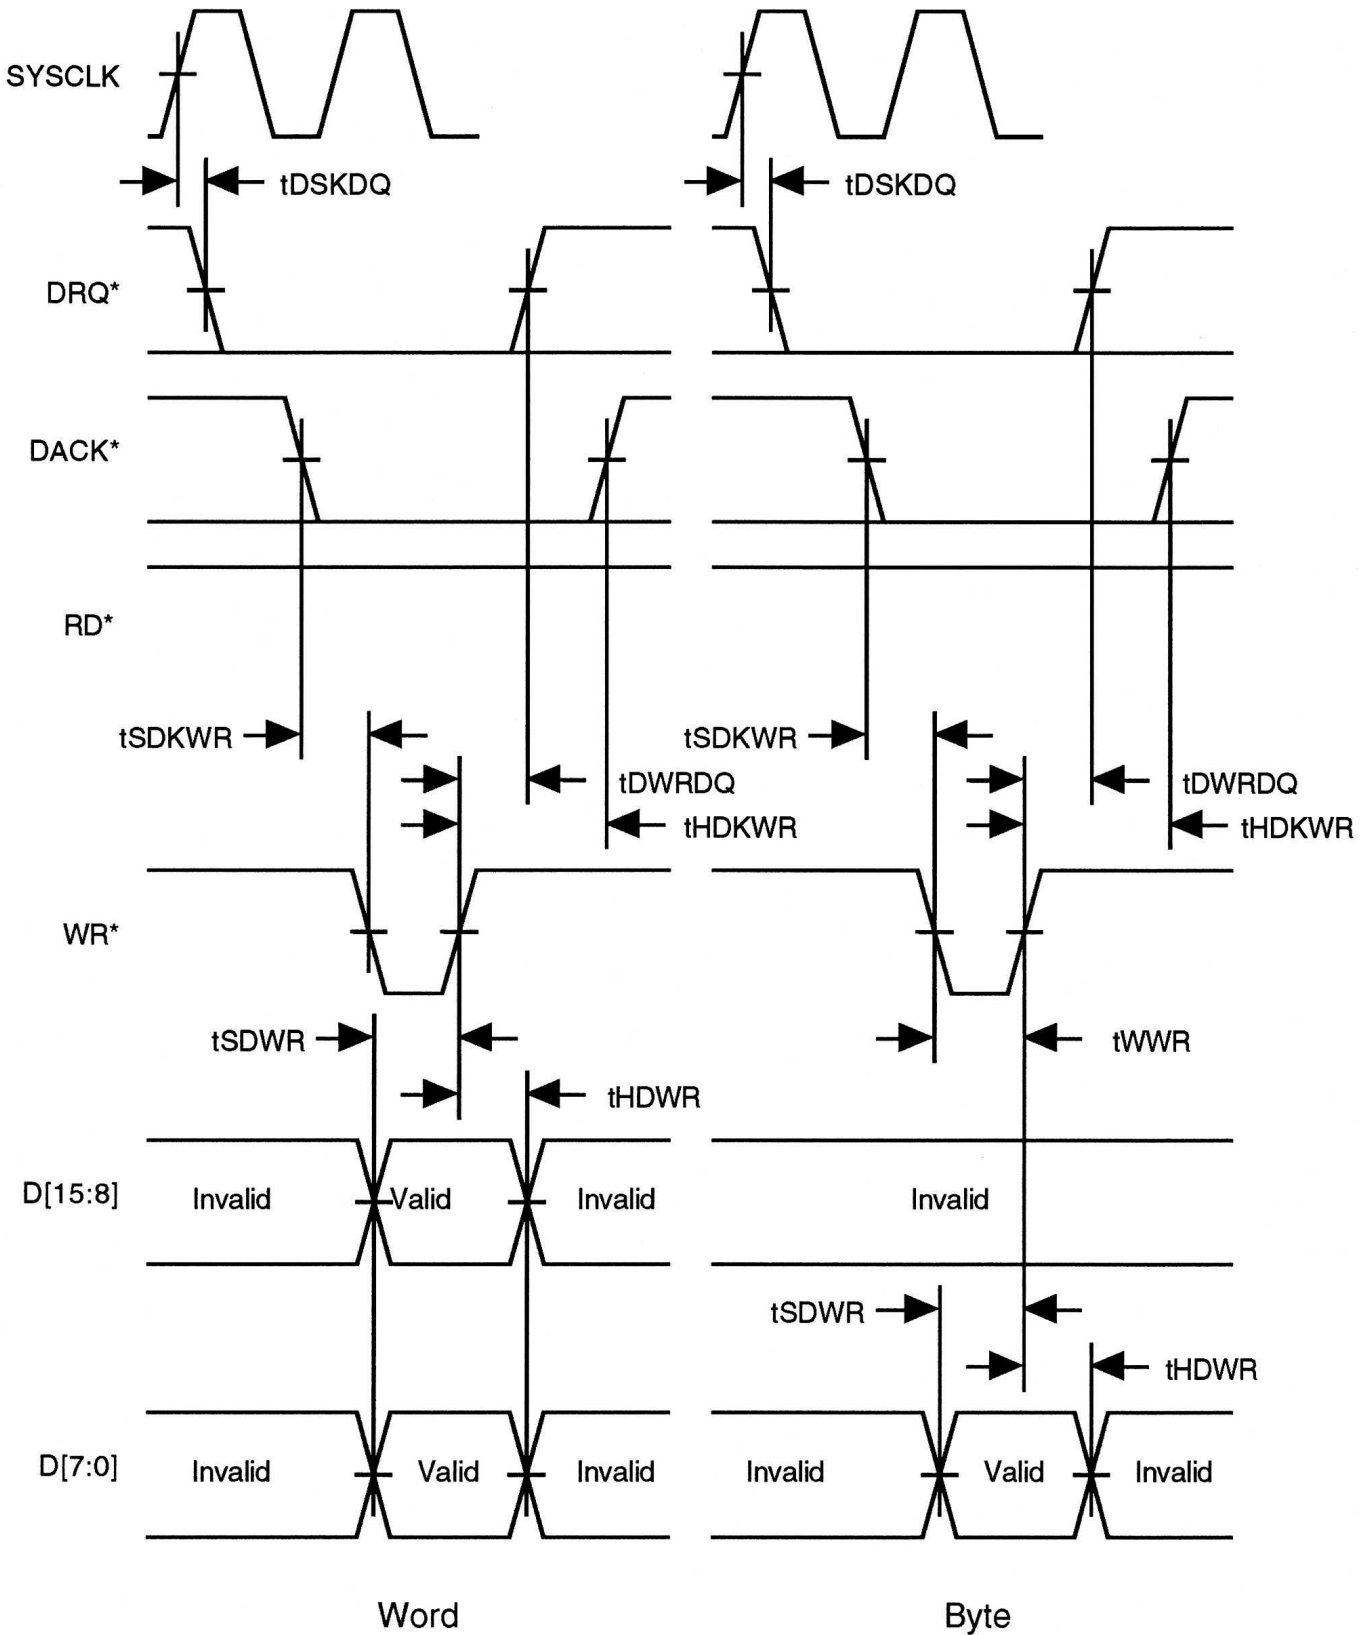 SYSCLK
tDSKDQ tDSKDQ
DRQ*
DACK*
RD*
tSDKWR tSDKWR
tDWRDQ tDWRDQ
tHDKWR tHDKWR
WR*
tSDWR tWWR
tHDWR
D[15:8] Invalid Valid Invalid Invalid
tSDWR
tHDWR
D[7:0] Invalid Valid Invalid Invalid Valid Invalid
Word Byte